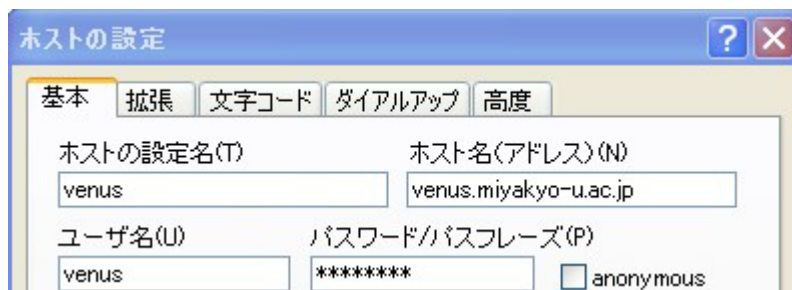 ホストの設定
基本 拡張 文字コード ダイアルアップ 高度
ホストの設定名(T) ホスト名(アドレス)(N)
venus venus.miyakyo-u.ac.jp
ユーザ名(U) パスワード/パスフレーズ(P)
venus ******** anonymous